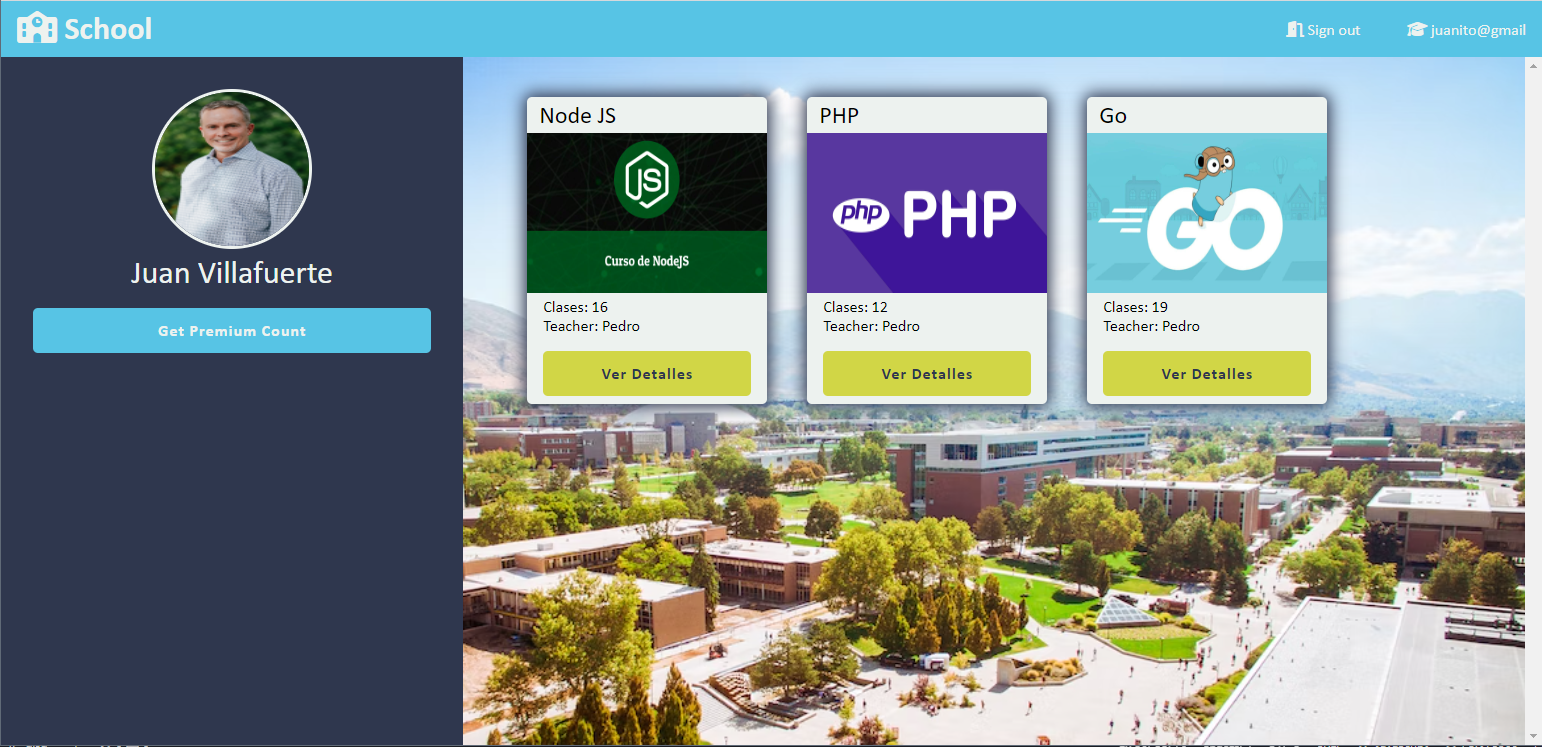 School
Sign out
juanito@gmail
Juan Villafuerte
Get Premium Count
Node JS
JS
Curso de NodeJS
Clases: 16
Teacher: Pedro
Ver Detalles
PHP
php PHP
Clases: 12
Teacher: Pedro
Ver Detalles
Go
GO
Clases: 19
Teacher: Pedro
Ver Detalles